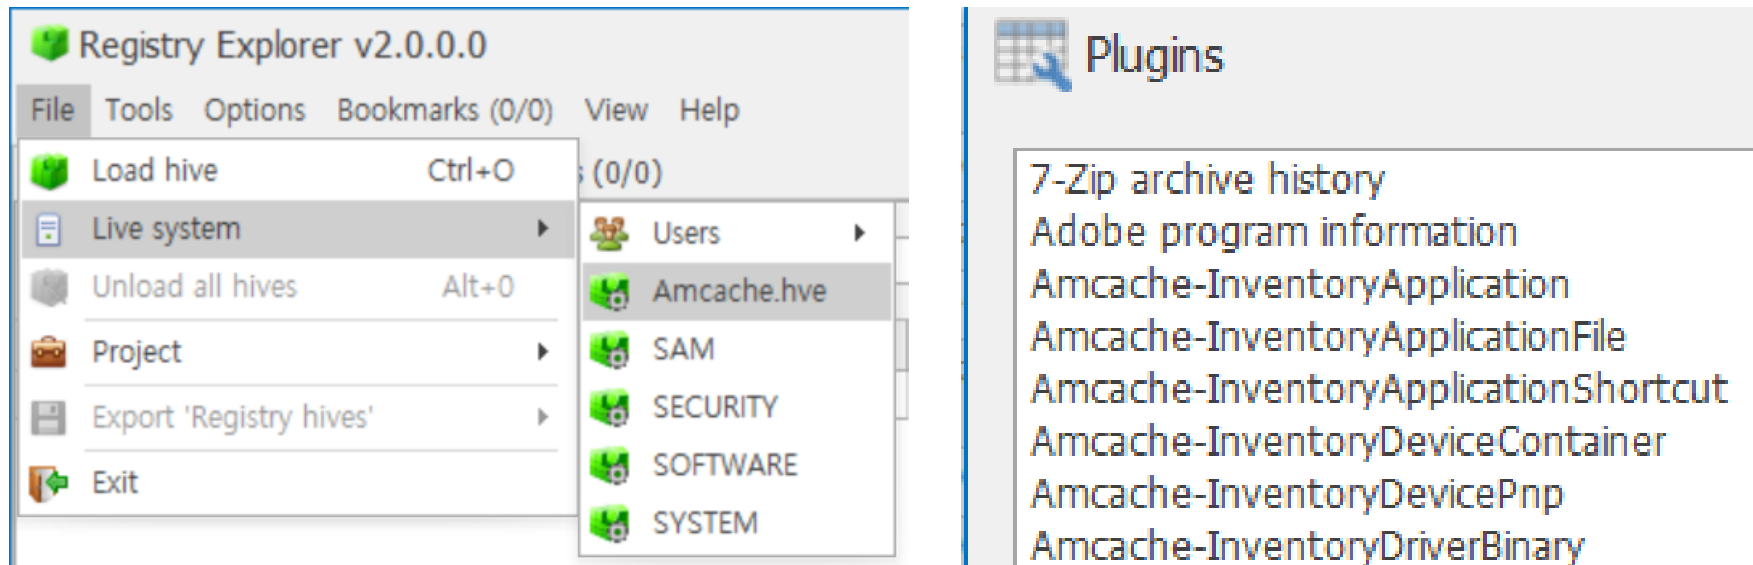 Registry Explorer v2.0.0.0
File Tools Options Bookmarks (0/0) View Help
Load hive Ctrl+O
(0/0)
Live system
Unload all hives Alt+0
Project
Export 'Registry hives'
Exit
Users
Amcache.hve
SAM
SECURITY
SOFTWARE
SYSTEM
Plugins
7-Zip archive history
Adobe program information
Amcache-InventoryApplication
Amcache-InventoryApplicationFile
Amcache-InventoryApplicationShortcut
Amcache-InventoryDeviceContainer
Amcache-InventoryDevicePnp
Amcache-InventoryDriverBinary